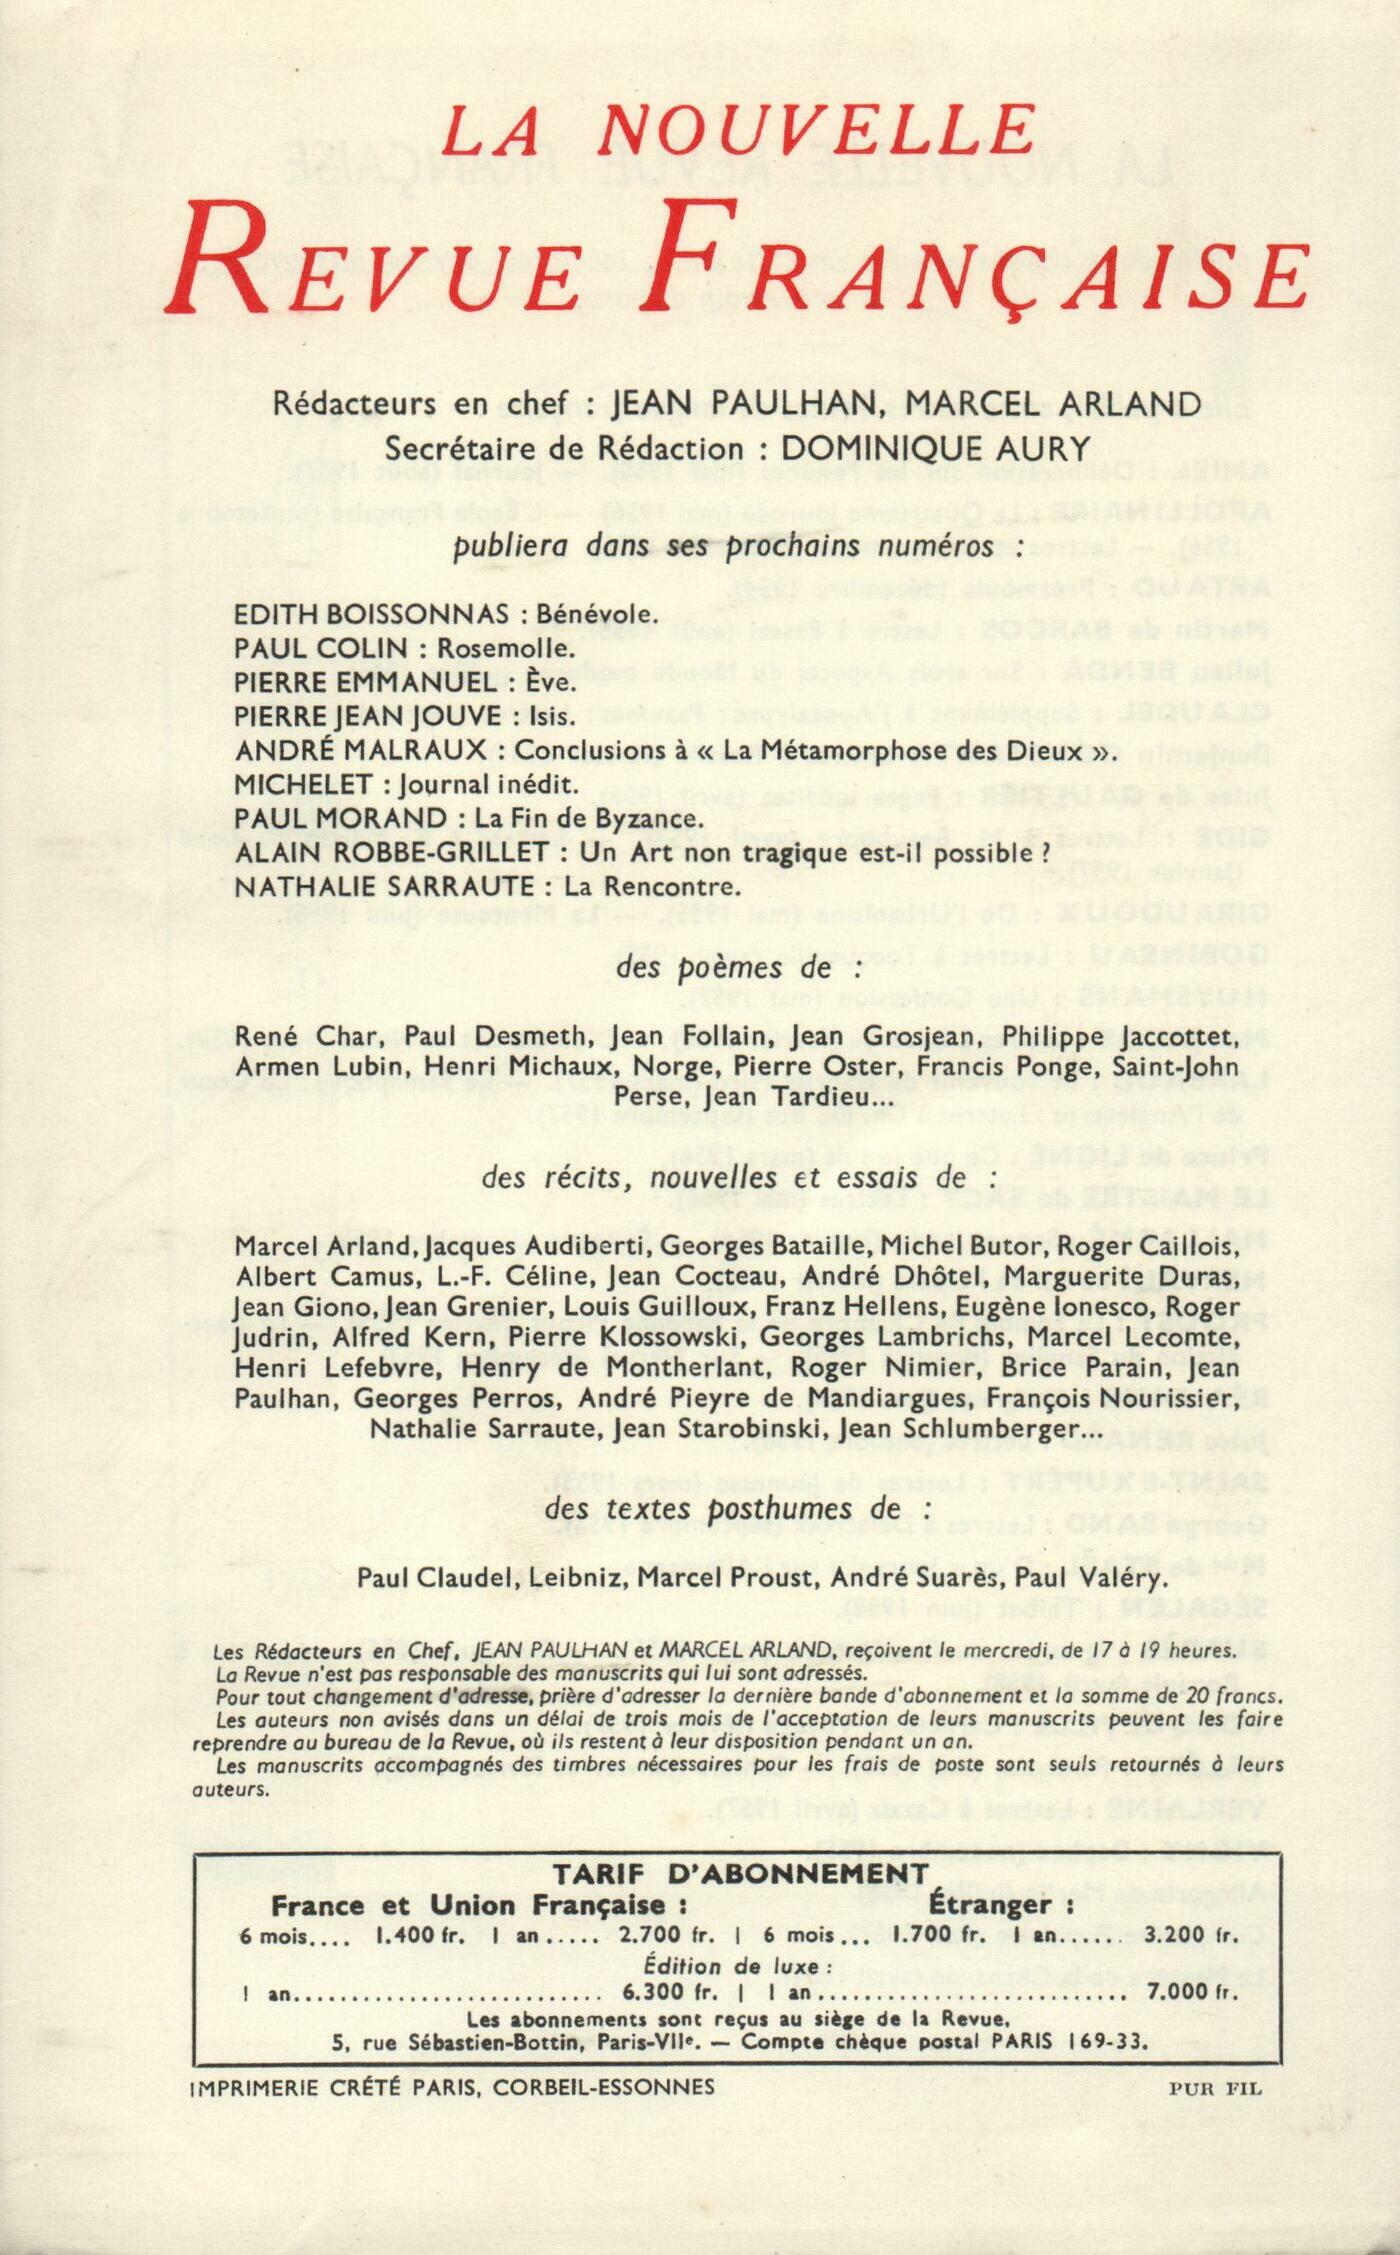 LA NOUVELLE
REVUE FRANÇAISE
Rédacteurs en chef : JEAN PAULHAN, MARCEL ARLAND
Secrétaire de Rédaction : DOMINIQUE AURY
publiera dans ses prochains numéros :
EDITH BOISSONNAS : Bénévole.
PAUL COLIN : Rosemolle.
PIERRE EMMANUEL : Ève.
PIERRE JEAN JOUVE : Isis.
ANDRÉ MALRAUX : Conclusions à « La Métamorphose des Dieux ».
MICHELET : Journal inédit.
PAUL MORAND : La Fin de Byzance.
ALAIN ROBBE-GRILLET : Un Art non tragique est-il possible ?
NATHALIE SARRAUTE : La Rencontre.
des poèmes de :
René Char, Paul Desmeth, Jean Follain, Jean Grosjean, Philippe Jaccottet,
Armen Lubin, Henri Michaux, Norge, Pierre Oster, Francis Ponge, Saint-John
Perse, Jean Tardieu...
des récits, nouvelles et essais de :
Marcel Arland, Jacques Audiberti, Georges Bataille, Michel Butor, Roger Caillois,
Albert Camus, L.-F. Céline, Jean Cocteau, André Dhôtel, Marguerite Duras,
Jean Giono, Jean Grenier, Louis Guilloux, Franz Hellens, Eugène Ionesco, Roger
Judrin, Alfred Kern, Pierre Klossowski, Georges Lambrichs, Marcel Lecomte,
Henri Lefebvre, Henry de Montherlant, Roger Nimier, Brice Parain, Jean
Paulhan, Georges Perros, André Pieyre de Mandiargues, François Nourissier,
Nathalie Sarraute, Jean Starobinski, Jean Schlumberger...
des textes posthumes de :
Paul Claudel, Leibniz, Marcel Proust, André Suarès, Paul Valéry.
Les Rédacteurs en Chef, JEAN PAULHAN et MARCEL ARLAND, reçoivent le mercredi, de 17 à 19 heures.
La Revue n'est pas responsable des manuscrits qui lui sont adressés.
Pour tout changement d'adresse, prière d'adresser la dernière bande d'abonnement et la somme de 20 francs.
Les auteurs non avisés dans un délai de trois mois de l'acceptation de leurs manuscrits peuvent les faire
reprendre au bureau de la Revue, où ils restent à leur disposition pendant un an.
Les manuscrits accompagnés des timbres nécessaires pour les frais de poste sont seuls retournés à leurs
auteurs.
TARIF D'ABONNEMENT
France et Union Française : Étranger :
6 mois.... 1.400 fr. 1 an..... 2.700 fr. | 6 mois... 1.700 fr. 1 an...... 3.200 fr.
Édition de luxe :
1 an........................... 6.300 fr. | 1 an........................... 7.000 fr.
Les abonnements sont reçus au siège de la Revue,
5, rue Sébastien-Bottin, Paris-VIIe. — Compte chèque postal PARIS 169-33.
IMPRIMERIE CRÉTÉ PARIS, CORBEIL-ESSONNES PUR FIL